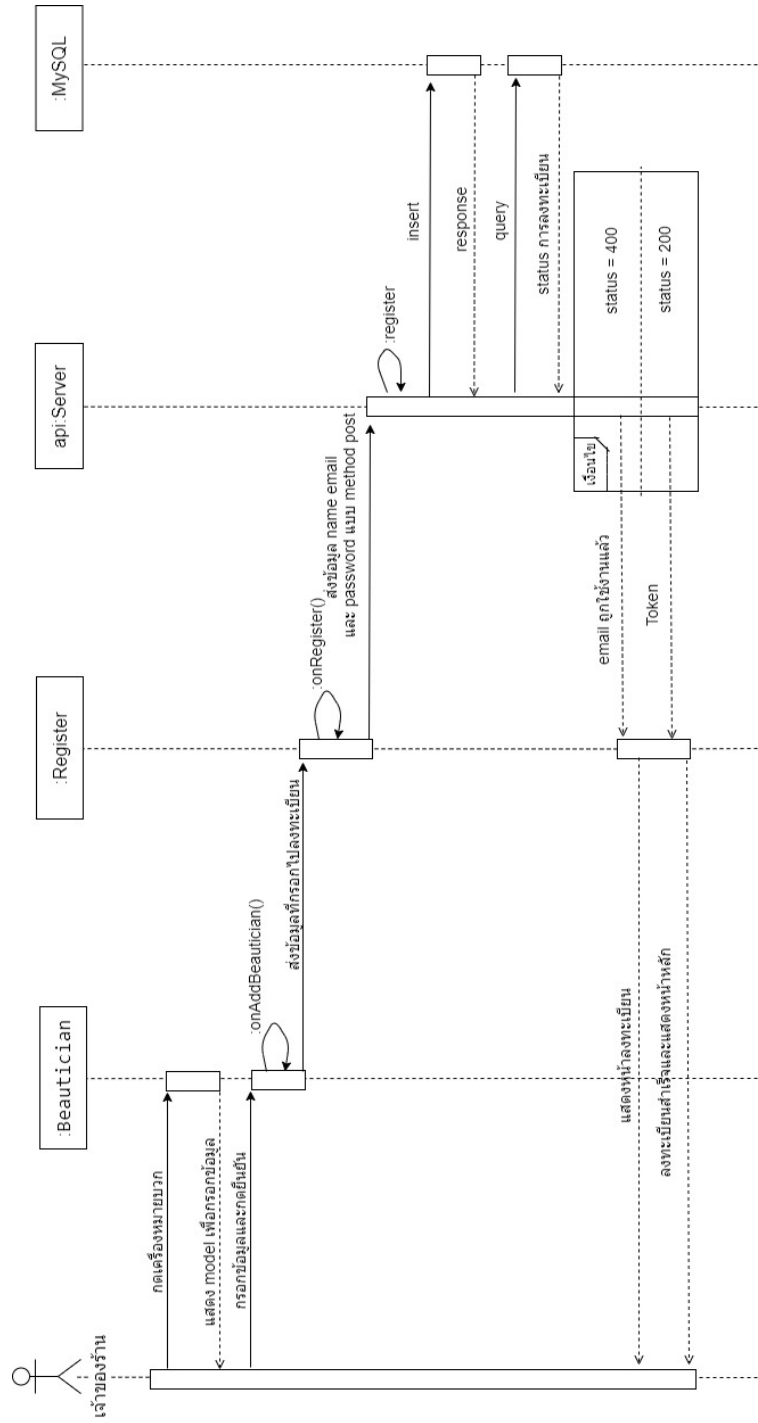 เจ้าของร้าน
:Beautician
:Register
api:Server
:MySQL
กดเครื่องหมายบวก
แสดง model เพื่อกรอกข้อมูล
กรอกข้อมูลและกดยืนยัน
:onAddBeautician()
ส่งข้อมูลที่กรอกไปลงทะเบียน
:onRegister()
ส่งข้อมูล name email
และ password แบบ method post
:register
insert
response
query
status การลงทะเบียน
เงื่อนไข
status = 400
email ถูกใช้งานแล้ว
แสดงหน้าลงทะเบียน
status = 200
Token
ลงทะเบียนสำเร็จและแสดงหน้าหลัก